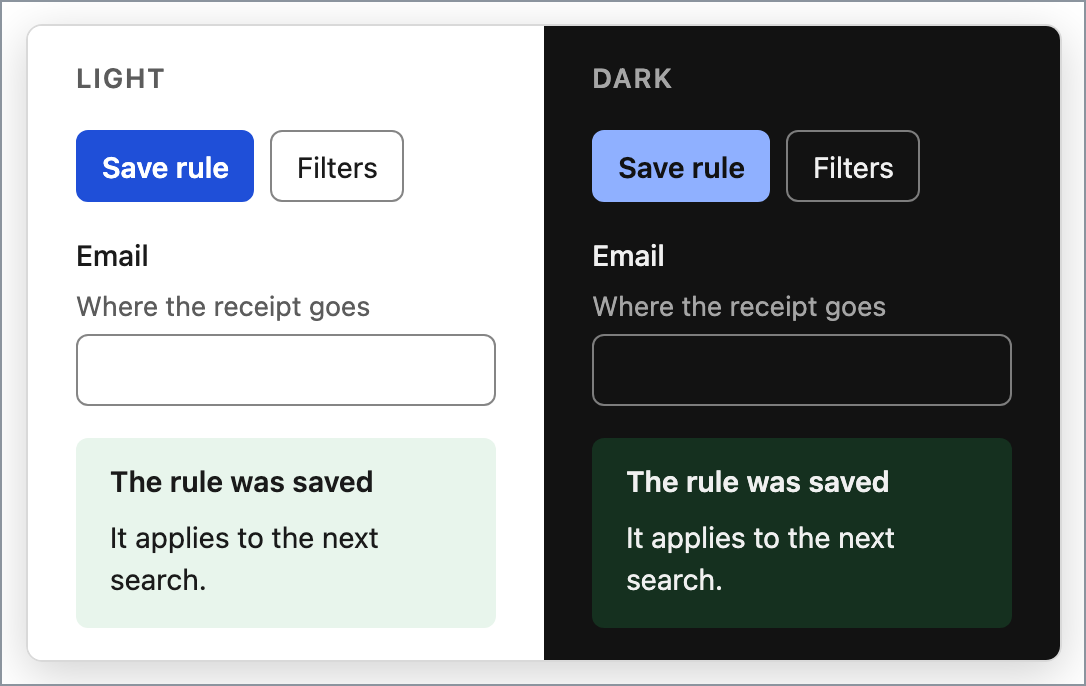 LIGHT
Save rule
Filters
Email
Where the receipt goes
The rule was saved
It applies to the next
search.
DARK
Save rule
Filters
Email
Where the receipt goes
The rule was saved
It applies to the next
search.